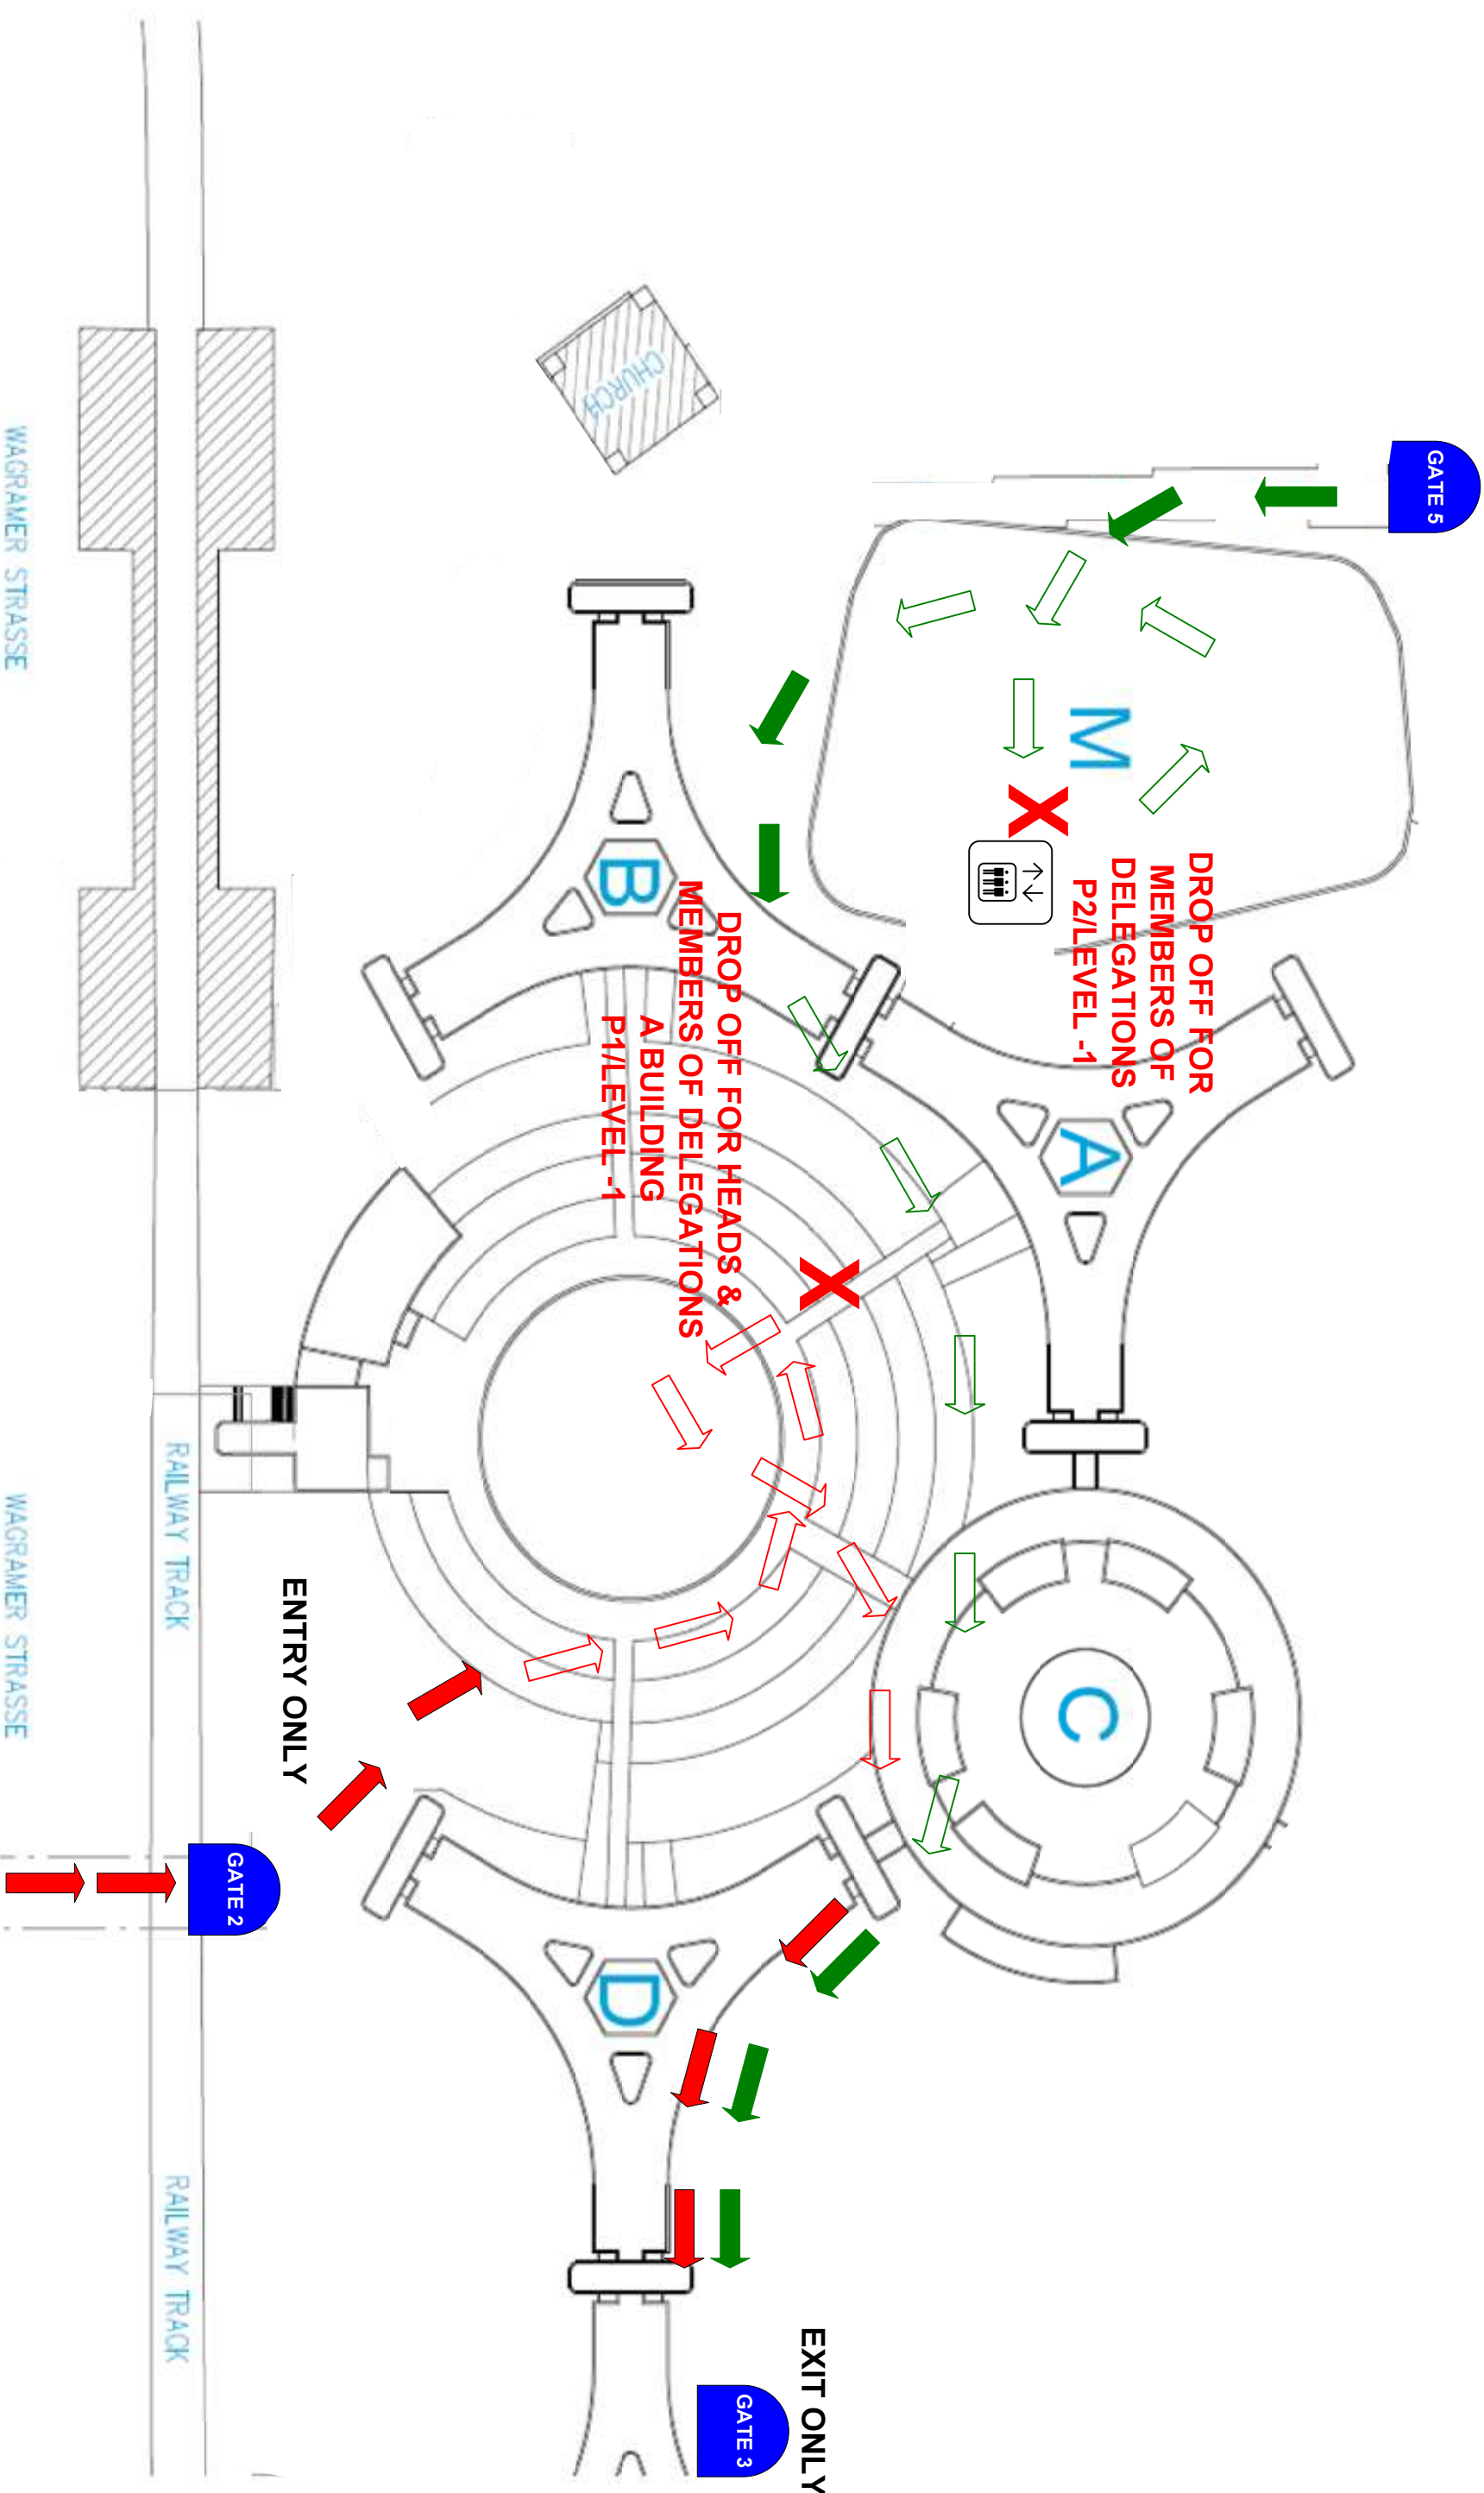 GATE 5
CHURCH
M
DROP OFF FOR
MEMBERS OF
DELEGATIONS
P2/LEVEL -1
B
A
DROP OFF FOR HEADS &
MEMBERS OF DELEGATIONS
A BUILDING
P1/LEVEL -1
C
D
ENTRY ONLY
GATE 2
EXIT ONLY
GATE 3
RAILWAY TRACK
RAILWAY TRACK
WAGRAMER STRASSE
WAGRAMER STRASSE